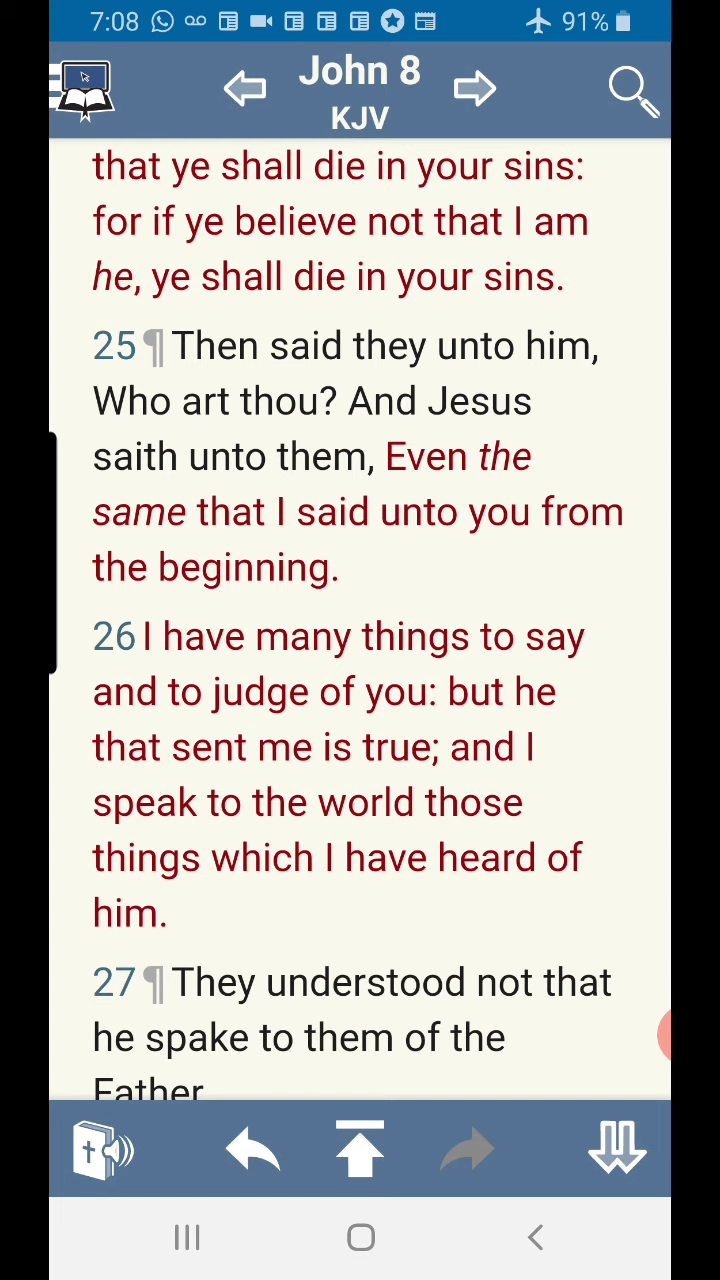 7:08
91%
John 8
KJV
that ye shall die in your sins:
for if ye believe not that I am
he, ye shall die in your sins.
25 ¶ Then said they unto him,
Who art thou? And Jesus
saith unto them, Even the
same that I said unto you from
the beginning.
26 I have many things to say
and to judge of you: but he
that sent me is true; and I
speak to the world those
things which I have heard of
him.
27 ¶ They understood not that
he spake to them of the
Father